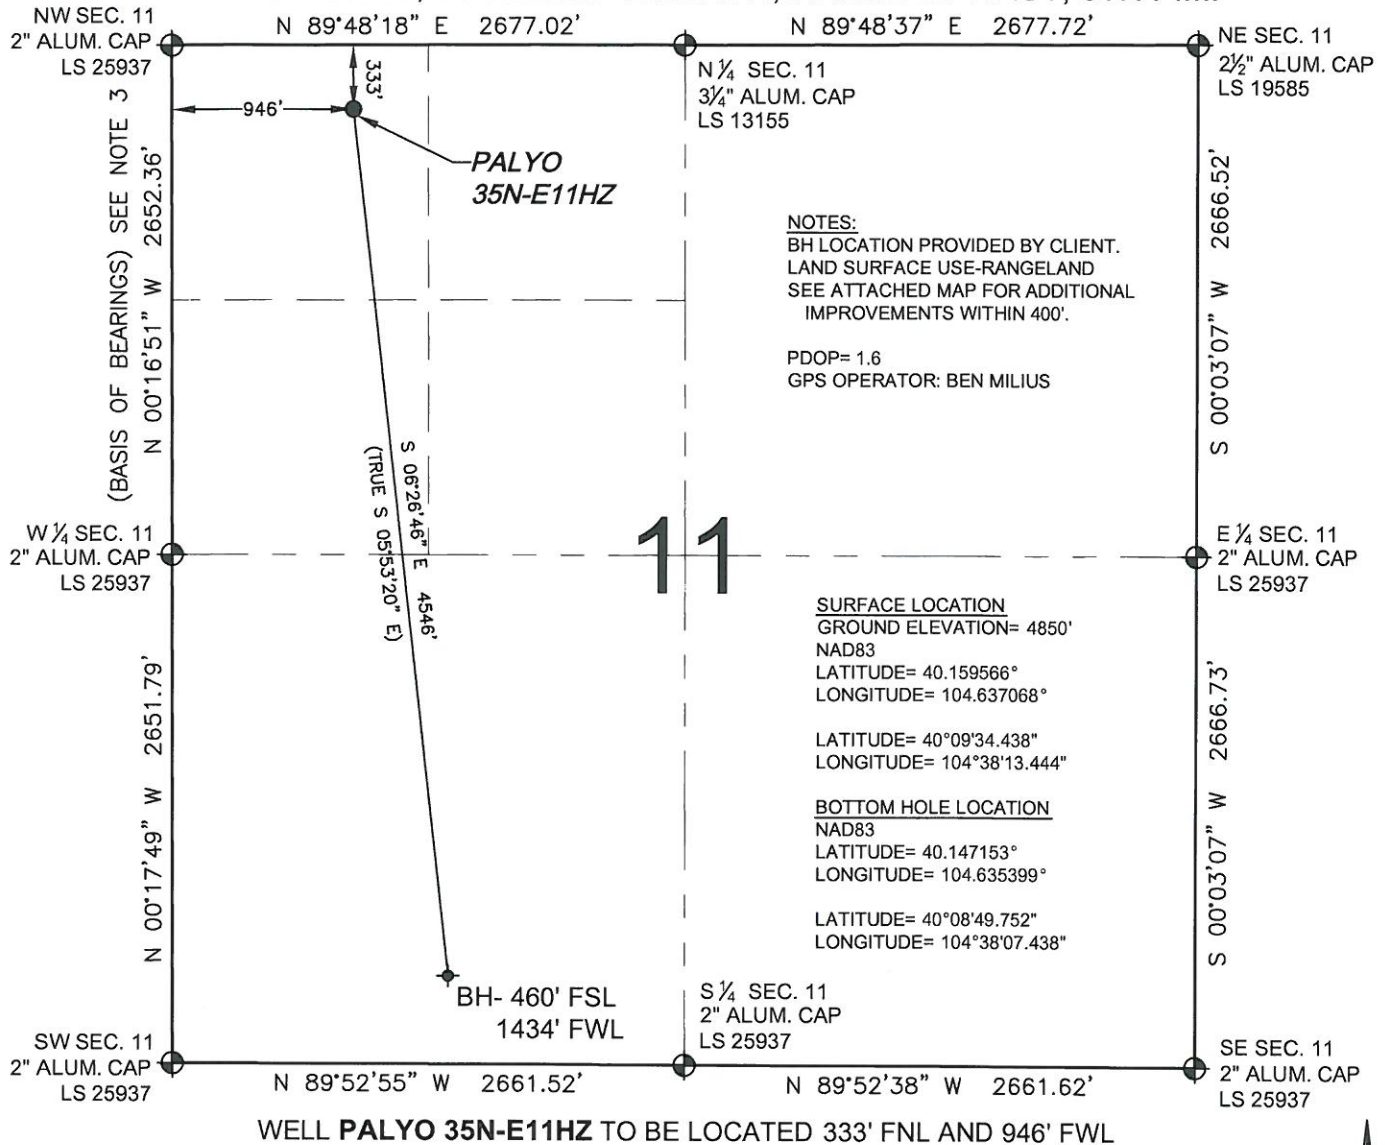 N 89°48'18" E 2677.02'
N 89°48'37" E 2677.72'
NW SEC. 11
2" ALUM. CAP
LS 25937
N ¼ SEC. 11
3¼" ALUM. CAP
LS 13155
NE SEC. 11
2½" ALUM. CAP
LS 19585
333'
946'
PALYO
35N-E11HZ
(BASIS OF BEARINGS) SEE NOTE 3
N 00°16'51" W 2652.36'
S 00°03'07" W 2666.52'
NOTES:
BH LOCATION PROVIDED BY CLIENT.
LAND SURFACE USE-RANGELAND
SEE ATTACHED MAP FOR ADDITIONAL
IMPROVEMENTS WITHIN 400'.
PDOP= 1.6
GPS OPERATOR: BEN MILIUS
S 06°26'46" E 4546'
(TRUE S 05°53'20" E)
W ¼ SEC. 11
2" ALUM. CAP
LS 25937
11
E ¼ SEC. 11
2" ALUM. CAP
LS 25937
SURFACE LOCATION
GROUND ELEVATION= 4850'
NAD83
LATITUDE= 40.159566°
LONGITUDE= 104.637068°
LATITUDE= 40°09'34.438"
LONGITUDE= 104°38'13.444"
BOTTOM HOLE LOCATION
NAD83
LATITUDE= 40.147153°
LONGITUDE= 104.635399°
LATITUDE= 40°08'49.752"
LONGITUDE= 104°38'07.438"
N 00°17'49" W 2651.79'
S 00°03'07" W 2666.73'
BH- 460' FSL
1434' FWL
SW SEC. 11
2" ALUM. CAP
LS 25937
S ¼ SEC. 11
2" ALUM. CAP
LS 25937
SE SEC. 11
2" ALUM. CAP
LS 25937
N 89°52'55" W 2661.52'
N 89°52'38" W 2661.62'
WELL PALYO 35N-E11HZ TO BE LOCATED 333' FNL AND 946' FWL